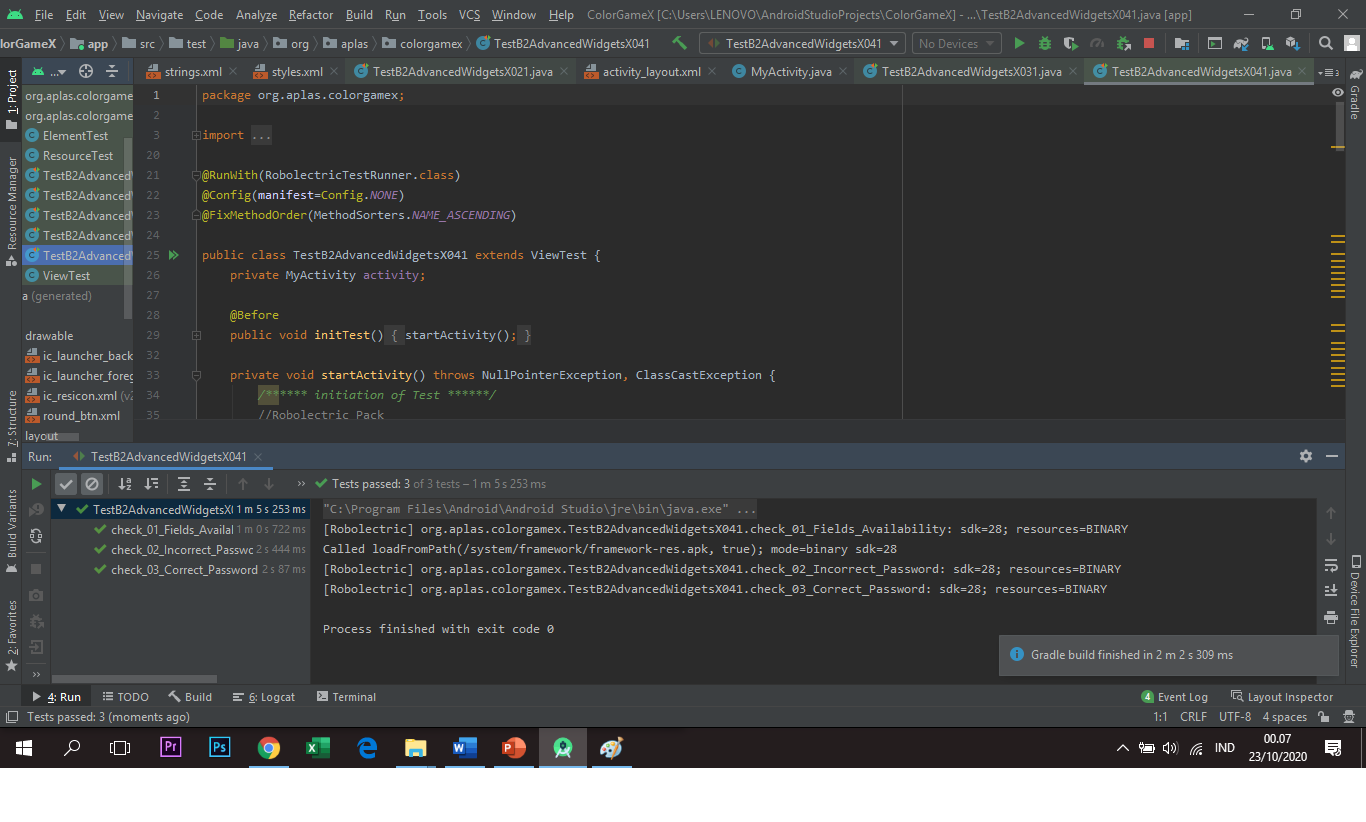 File Edit View Navigate Code Analyze Refactor Build Run Tools VCS Window Help ColorGameX [C:\Users\LENOVO\AndroidStudioProjects\ColorGameX] - ...\TestB2AdvancedWidgetsX041.java [app]
lorGameX app src test java org aplas colorgamex TestB2AdvancedWidgetsX041 TestB2AdvancedWidgetsX041 No Devices
... strings.xml styles.xml TestB2AdvancedWidgetsX021.java activity_layout.xml MyActivity.java TestB2AdvancedWidgetsX031.java TestB2AdvancedWidgetsX041.java
1: Project
Resource Manager
7: Structure
Build Variants
2: Favorites
Gradle
Device File Explorer
org.aplas.colorgame
org.aplas.colorgame
ElementTest
ResourceTest
TestB2Advanced
TestB2Advanced
TestB2Advanced
TestB2Advanced
TestB2Advanced
ViewTest
a (generated)
drawable
ic_launcher_back
ic_launcher_foreg
ic_resicon.xml (v2
round_btn.xml
layout
1 package org.aplas.colorgamex;
2
3 import ...
20
21 @RunWith(RobolectricTestRunner.class)
22 @Config(manifest=Config.NONE)
23 @FixMethodOrder(MethodSorters.NAME_ASCENDING)
24
25 public class TestB2AdvancedWidgetsX041 extends ViewTest {
26 private MyActivity activity;
27
28 @Before
29 public void initTest() { startActivity(); }
32
33 private void startActivity() throws NullPointerException, ClassCastException {
34 /****** initiation of Test ******/
35 //Robolectric Pack
Run: TestB2AdvancedWidgetsX041
Tests passed: 3 of 3 tests – 1 m 5 s 253 ms
TestB2AdvancedWidgetsX( 1 m 5 s 253 ms
check_01_Fields_Availal 1 m 0 s 722 ms
check_02_Incorrect_Passwc 2 s 444 ms
check_03_Correct_Password 2 s 87 ms
"C:\Program Files\Android\Android Studio\jre\bin\java.exe" ...
[Robolectric] org.aplas.colorgamex.TestB2AdvancedWidgetsX041.check_01_Fields_Availability: sdk=28; resources=BINARY
Called loadFromPath(/system/framework/framework-res.apk, true); mode=binary sdk=28
[Robolectric] org.aplas.colorgamex.TestB2AdvancedWidgetsX041.check_02_Incorrect_Password: sdk=28; resources=BINARY
[Robolectric] org.aplas.colorgamex.TestB2AdvancedWidgetsX041.check_03_Correct_Password: sdk=28; resources=BINARY
Process finished with exit code 0
Gradle build finished in 2 m 2 s 309 ms
4: Run TODO Build 6: Logcat Terminal 4 Event Log Layout Inspector
Tests passed: 3 (moments ago) 1:1 CRLF UTF-8 4 spaces
Pr Ps IND 00.07
23/10/2020